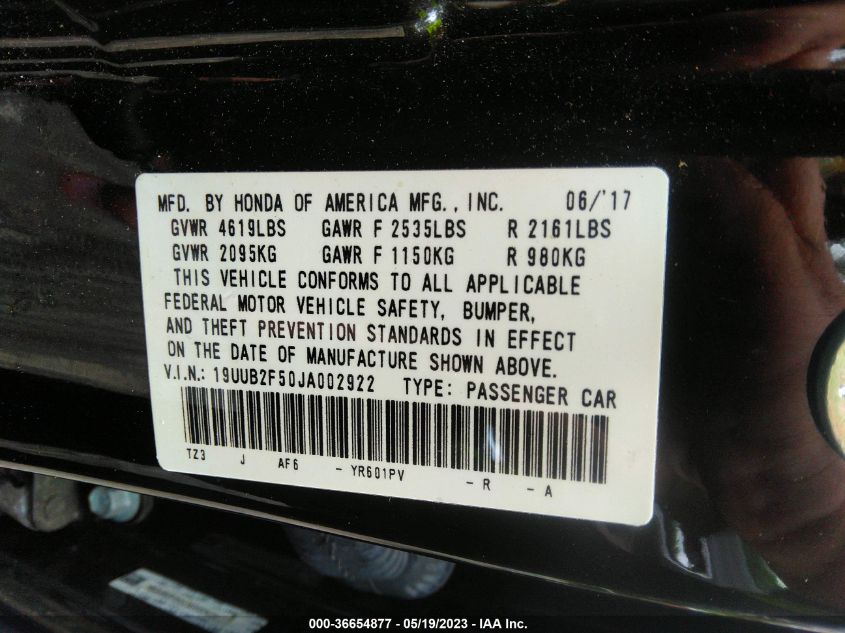 MFD. BY HONDA OF AMERICA MFG., INC. 06/'17
GVWR 4619LBS GAWR F 2535LBS R 2161LBS
GVWR 2095KG GAWR F 1150KG R 980KG
THIS VEHICLE CONFORMS TO ALL APPLICABLE
FEDERAL MOTOR VEHICLE SAFETY, BUMPER,
AND THEFT PREVENTION STANDARDS IN EFFECT
ON THE DATE OF MANUFACTURE SHOWN ABOVE.
V.I.N.: 19UUB2F50JA002922 TYPE: PASSENGER CAR
TZ3 J AF6 - YR601PV - R - A
000-36654877 - 05/19/2023 - IAA Inc.